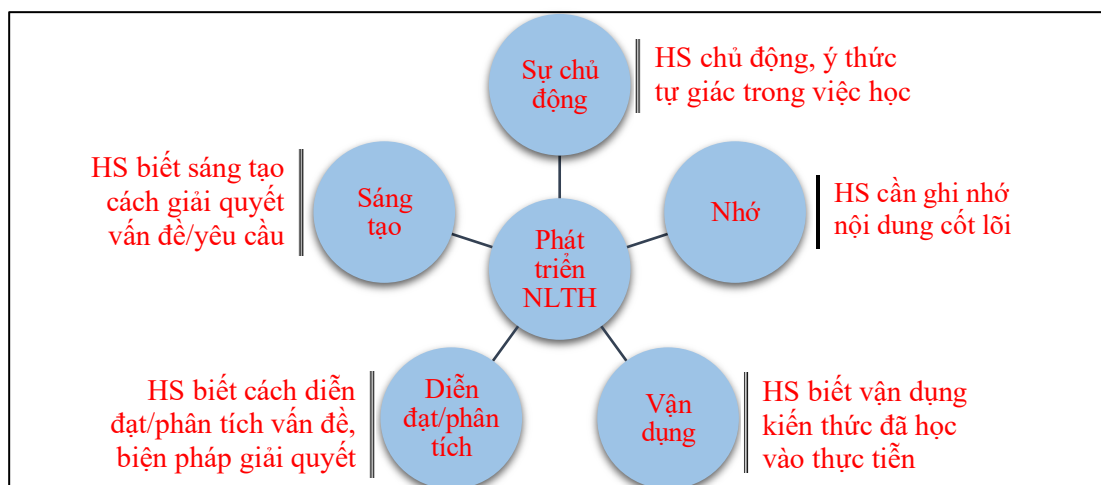 Sự chủ
động
HS chủ động, ý thức
tự giác trong việc học
HS biết sáng tạo
cách giải quyết
vấn đề/yêu cầu
Sáng
tạo
Nhớ
HS cần ghi nhớ
nội dung cốt lõi
Phát
triển
NLTH
HS biết cách diễn
đạt/phân tích vấn đề,
biện pháp giải quyết
Diễn
đạt/phân
tích
Vận
dụng
HS biết vận dụng
kiến thức đã học
vào thực tiễn